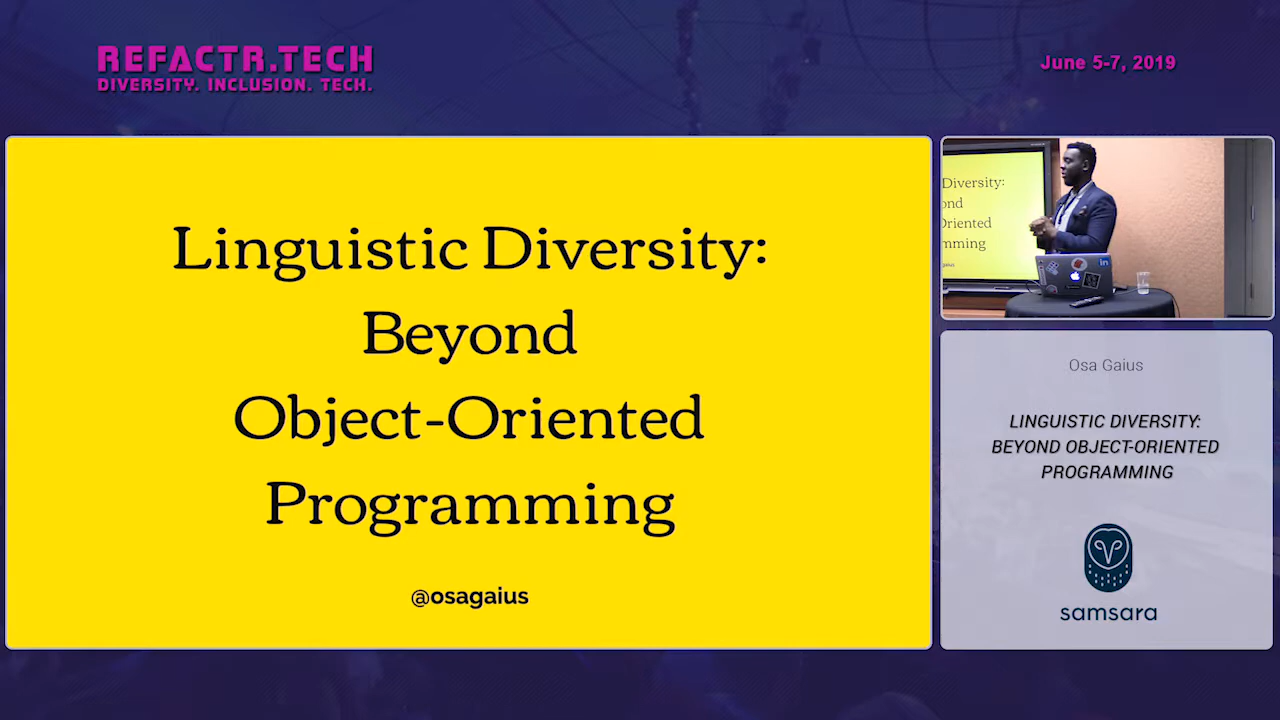 REFACTR.TECH
DIVERSITY. INCLUSION. TECH.
June 5-7, 2019
Linguistic Diversity:
Beyond
Object-Oriented
Programming
@osagaius
Diversity:
ond
Oriented
mming
in
Osa Gaius
LINGUISTIC DIVERSITY:
BEYOND OBJECT-ORIENTED
PROGRAMMING
samsara